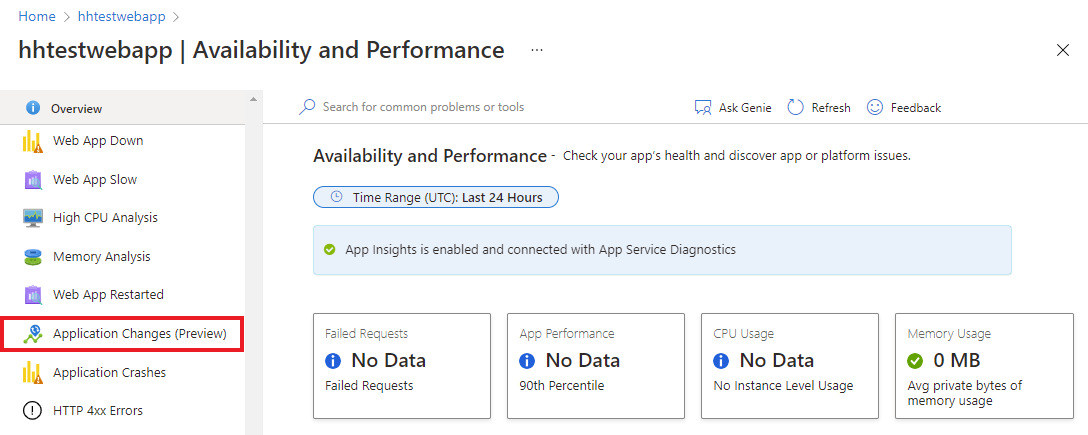 Home > hhtestwebapp >
hhtestwebapp | Availability and Performance ...
Overview
Web App Down
Web App Slow
High CPU Analysis
Memory Analysis
Web App Restarted
Application Changes (Preview)
Application Crashes
HTTP 4xx Errors
Search for common problems or tools
Ask Genie Refresh Feedback
Availability and Performance - Check your app's health and discover app or platform issues.
Time Range (UTC): Last 24 Hours
App Insights is enabled and connected with App Service Diagnostics
Failed Requests
No Data
Failed Requests
App Performance
No Data
90th Percentile
CPU Usage
No Data
No Instance Level Usage
Memory Usage
0 MB
Avg private bytes of
memory usage